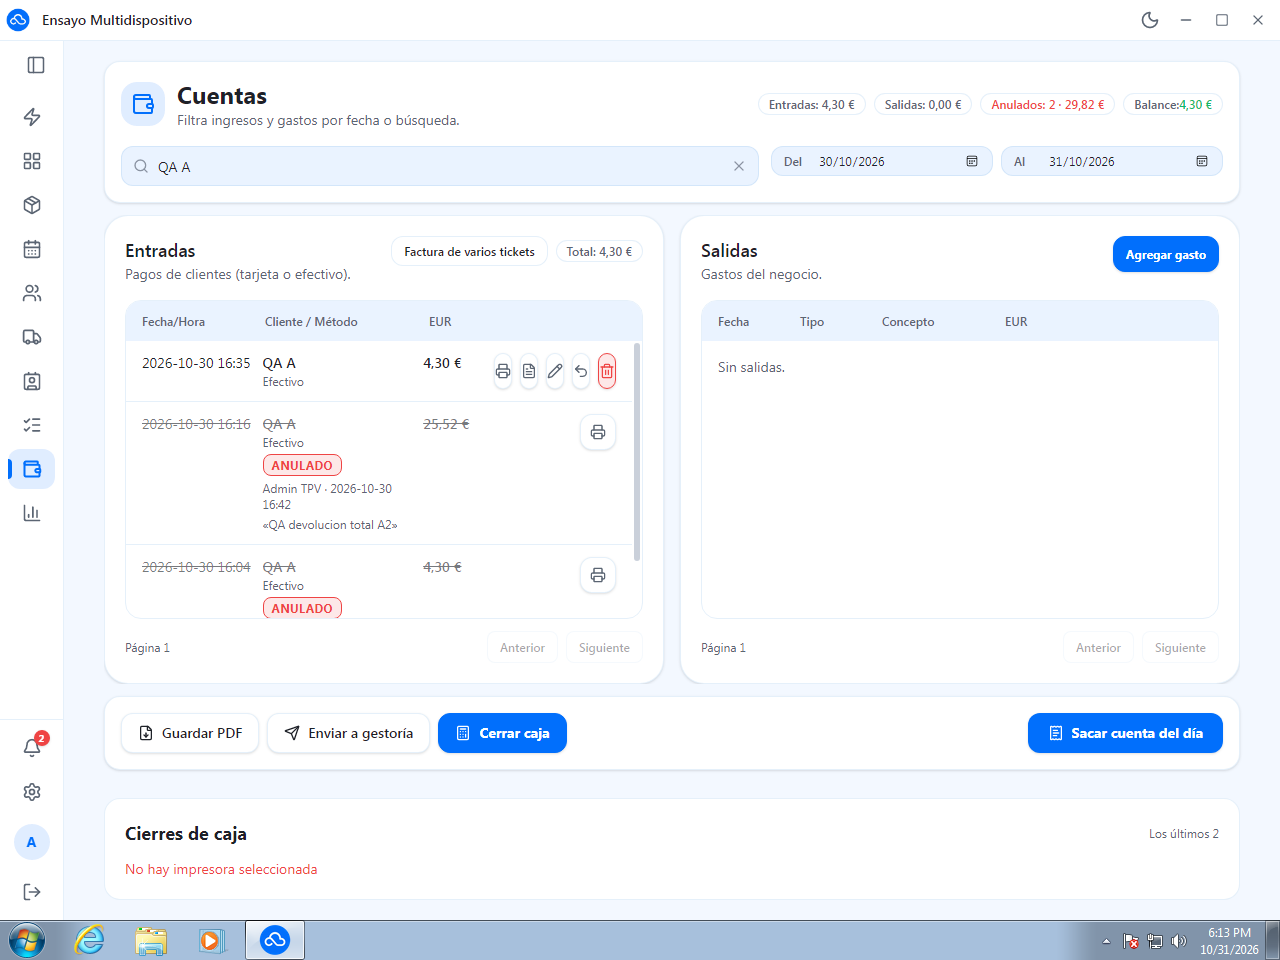 Ensayo Multidispositivo
Cuentas
Filtra ingresos y gastos por fecha o búsqueda.
Entradas: 4,30 €
Salidas: 0,00 €
Anulados: 2 · 29,82 €
Balance:4,30 €
QA A
Del 30/10/2026
Al 31/10/2026
Entradas
Pagos de clientes (tarjeta o efectivo).
Factura de varios tickets
Total: 4,30 €
Fecha/Hora Cliente / Método EUR
2026-10-30 16:35 QA A 4,30 €
Efectivo
2026-10-30 16:16 QA A 25,52 €
Efectivo
ANULADO
Admin TPV · 2026-10-30
16:42
«QA devolucion total A2»
2026-10-30 16:04 QA A 4,30 €
Efectivo
ANULADO
Página 1
Anterior
Siguiente
Salidas
Gastos del negocio.
Agregar gasto
Fecha Tipo Concepto EUR
Sin salidas.
Página 1
Anterior
Siguiente
Guardar PDF
Enviar a gestoría
Cerrar caja
Sacar cuenta del día
Cierres de caja
Los últimos 2
No hay impresora seleccionada
2
A
6:13 PM
10/31/2026